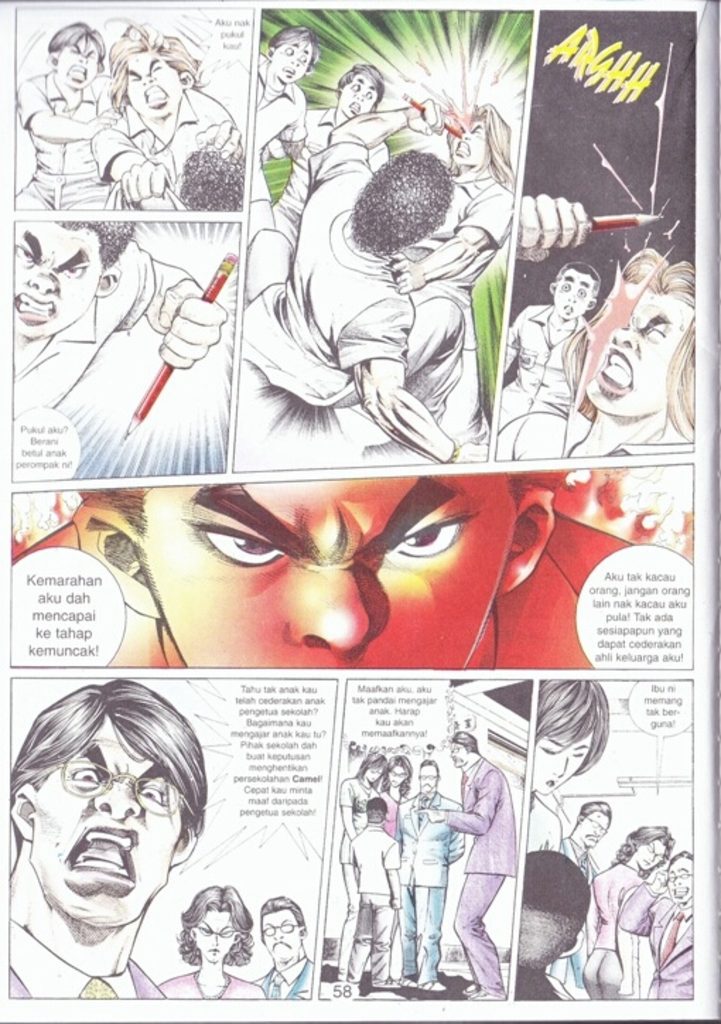 Aku nak
pukul
kau!
ARGHH
Pukul aku?
Berani
betul anak
perompak ni!
Kemarahan
aku dah
mencapai
ke tahap
kemuncak!
Aku tak kacau
orang, jangan orang
lain nak kacau aku
pula! Tak ada
sesiapapun yang
dapat cederakan
ahli keluarga aku!
Tahu tak anak kau
telah cederakan anak
pengetua sekolah?
Bagaimana kau
mengajar anak kau tu?
Pihak sekolah dah
buat keputusan
menghentikan
persekolahan Camel!
Cepat kau minta
maaf daripada
pengetua sekolah!
Maafkan aku, aku
tak pandai mengajar
anak. Harap
kau akan
memaafkannya!
Ibu ni
memang
tak ber-
guna!
58